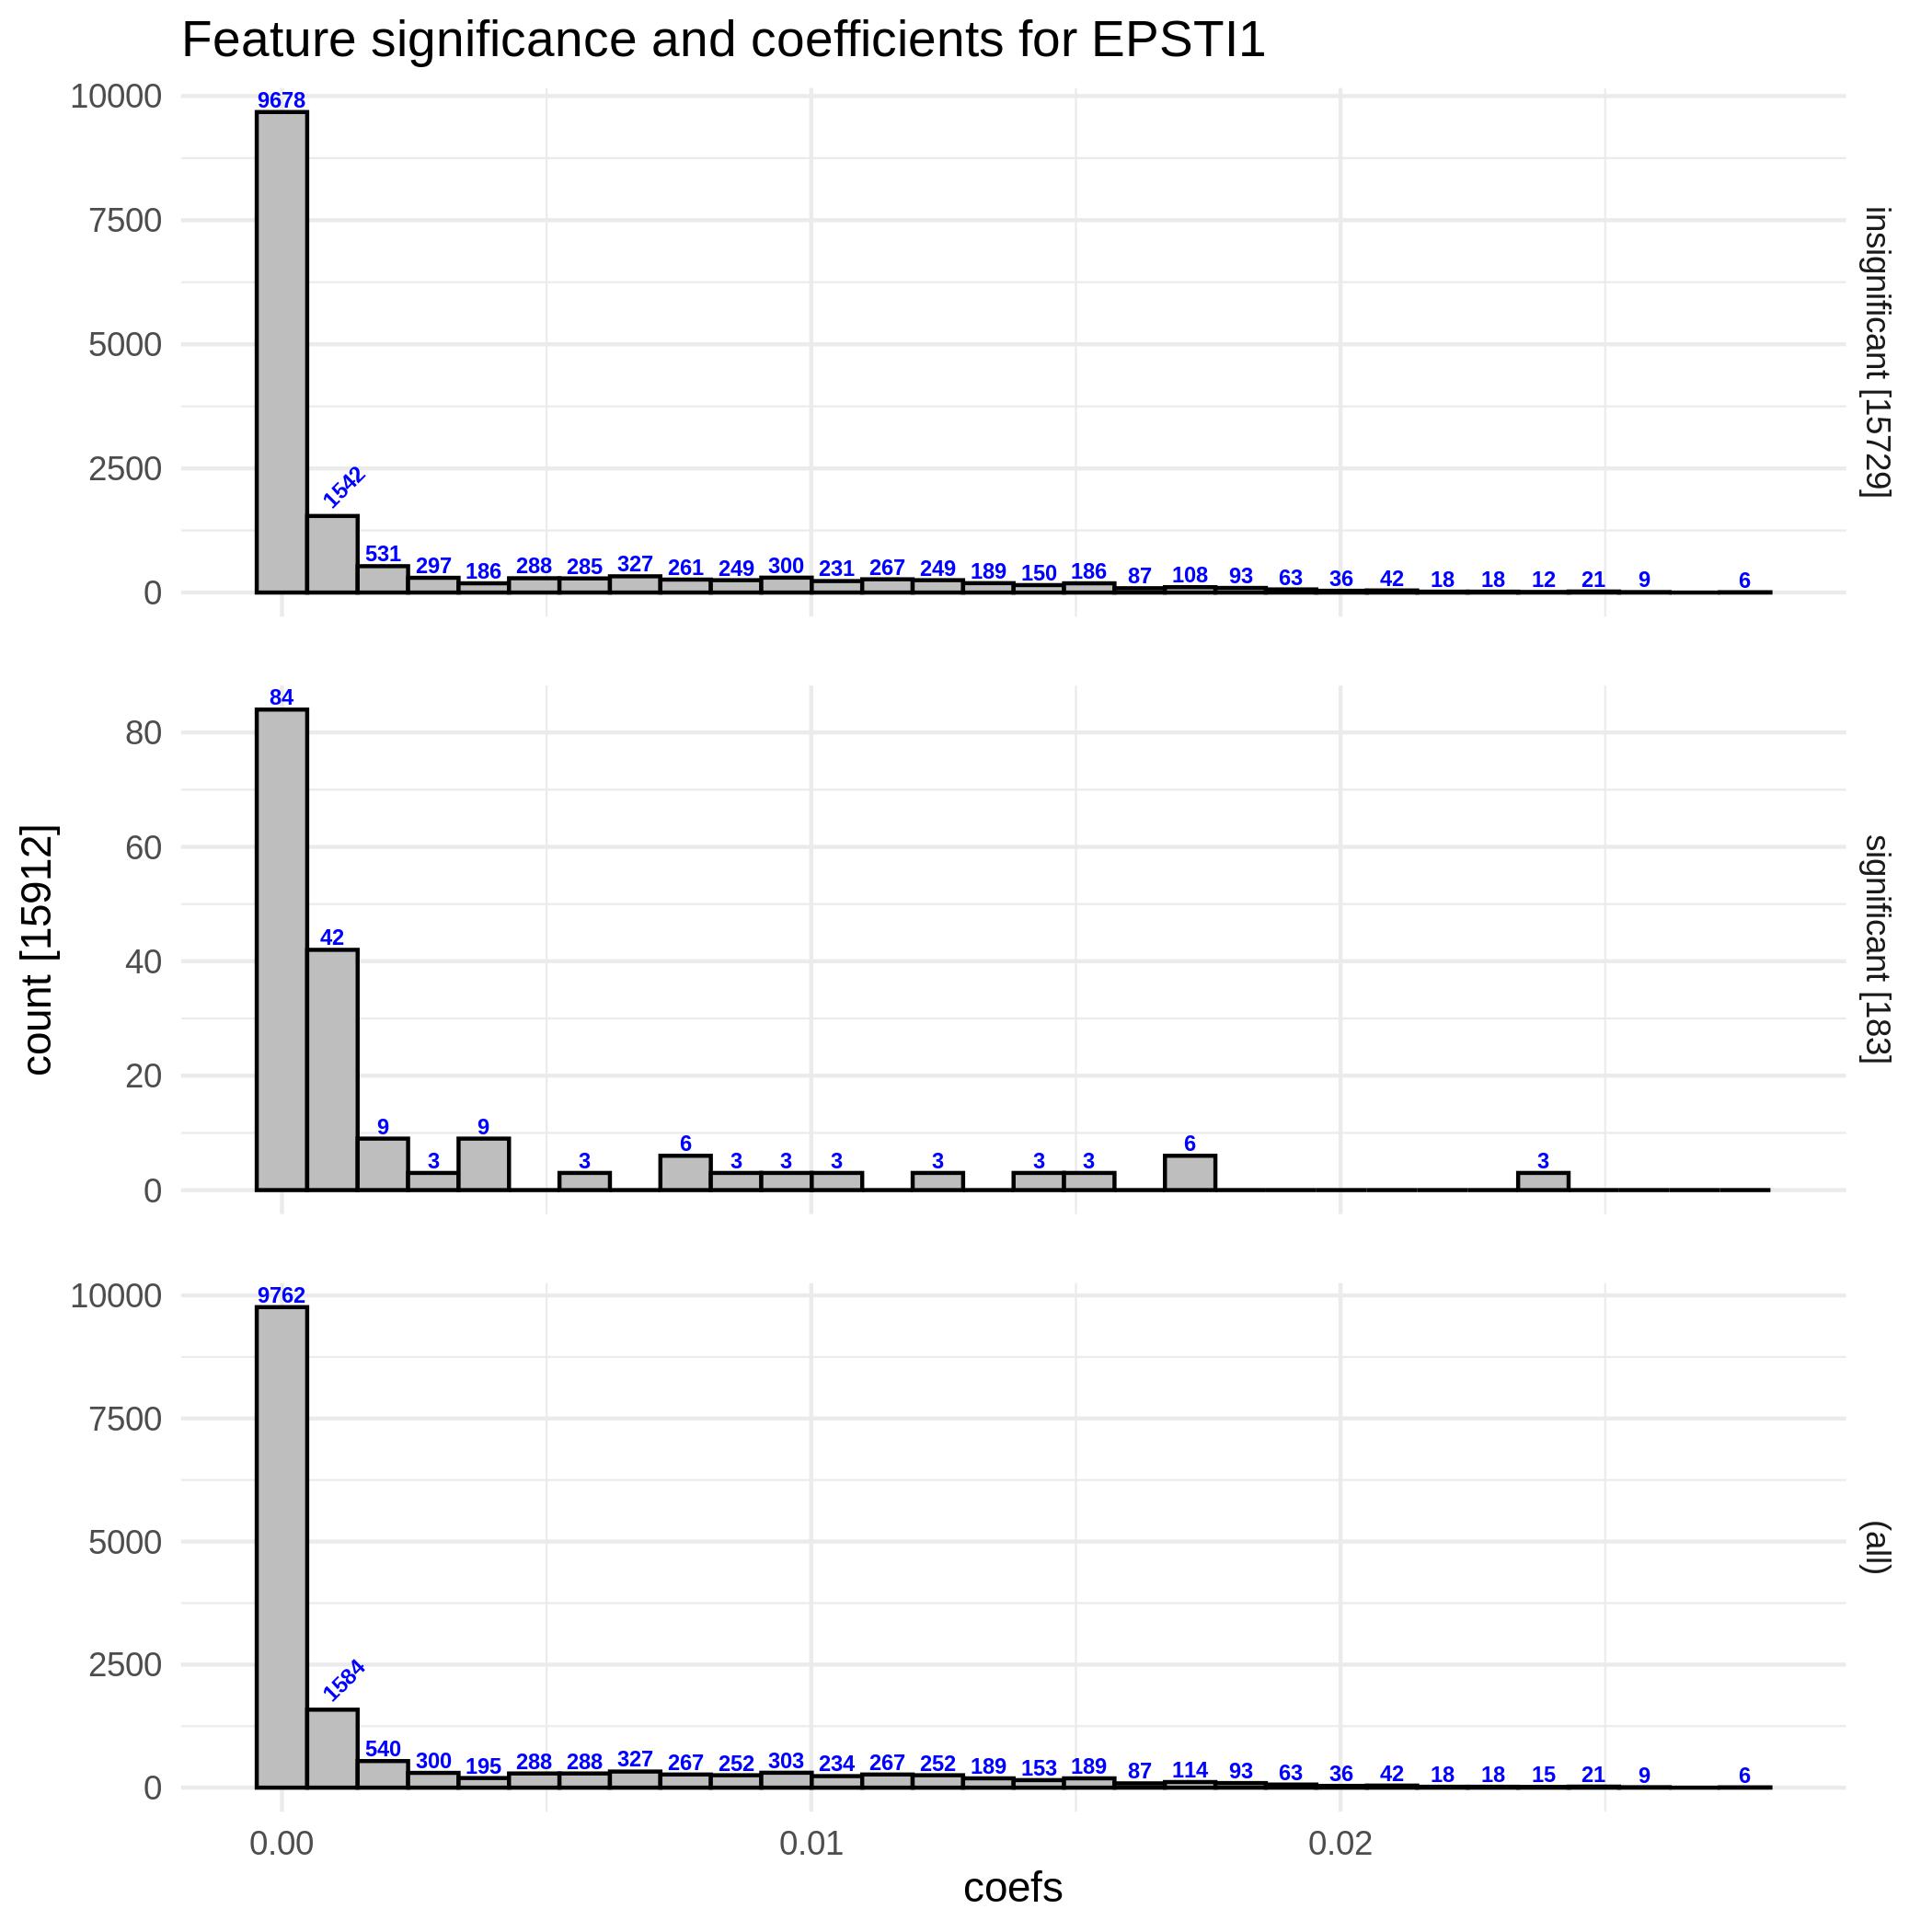 Feature significance and coefficients for EPSTI1
10000
7500
5000
2500
0
9678
1542
531 297 186 288 285 327 261 249 300 231 267 249 189 150 186 87 108 93 63 36 42 18 18 12 21 9 6
insignificant [15729]
count [15912]
80
60
40
20
0
84
42
9 3 9 3 6 3 3 3 3 3 3 6 3
significant [183]
10000
7500
5000
2500
0
9762
1584
540 300 195 288 288 327 267 252 303 234 267 252 189 153 189 87 114 93 63 36 42 18 18 15 21 9 6
(all)
0.00 0.01 0.02
coefs